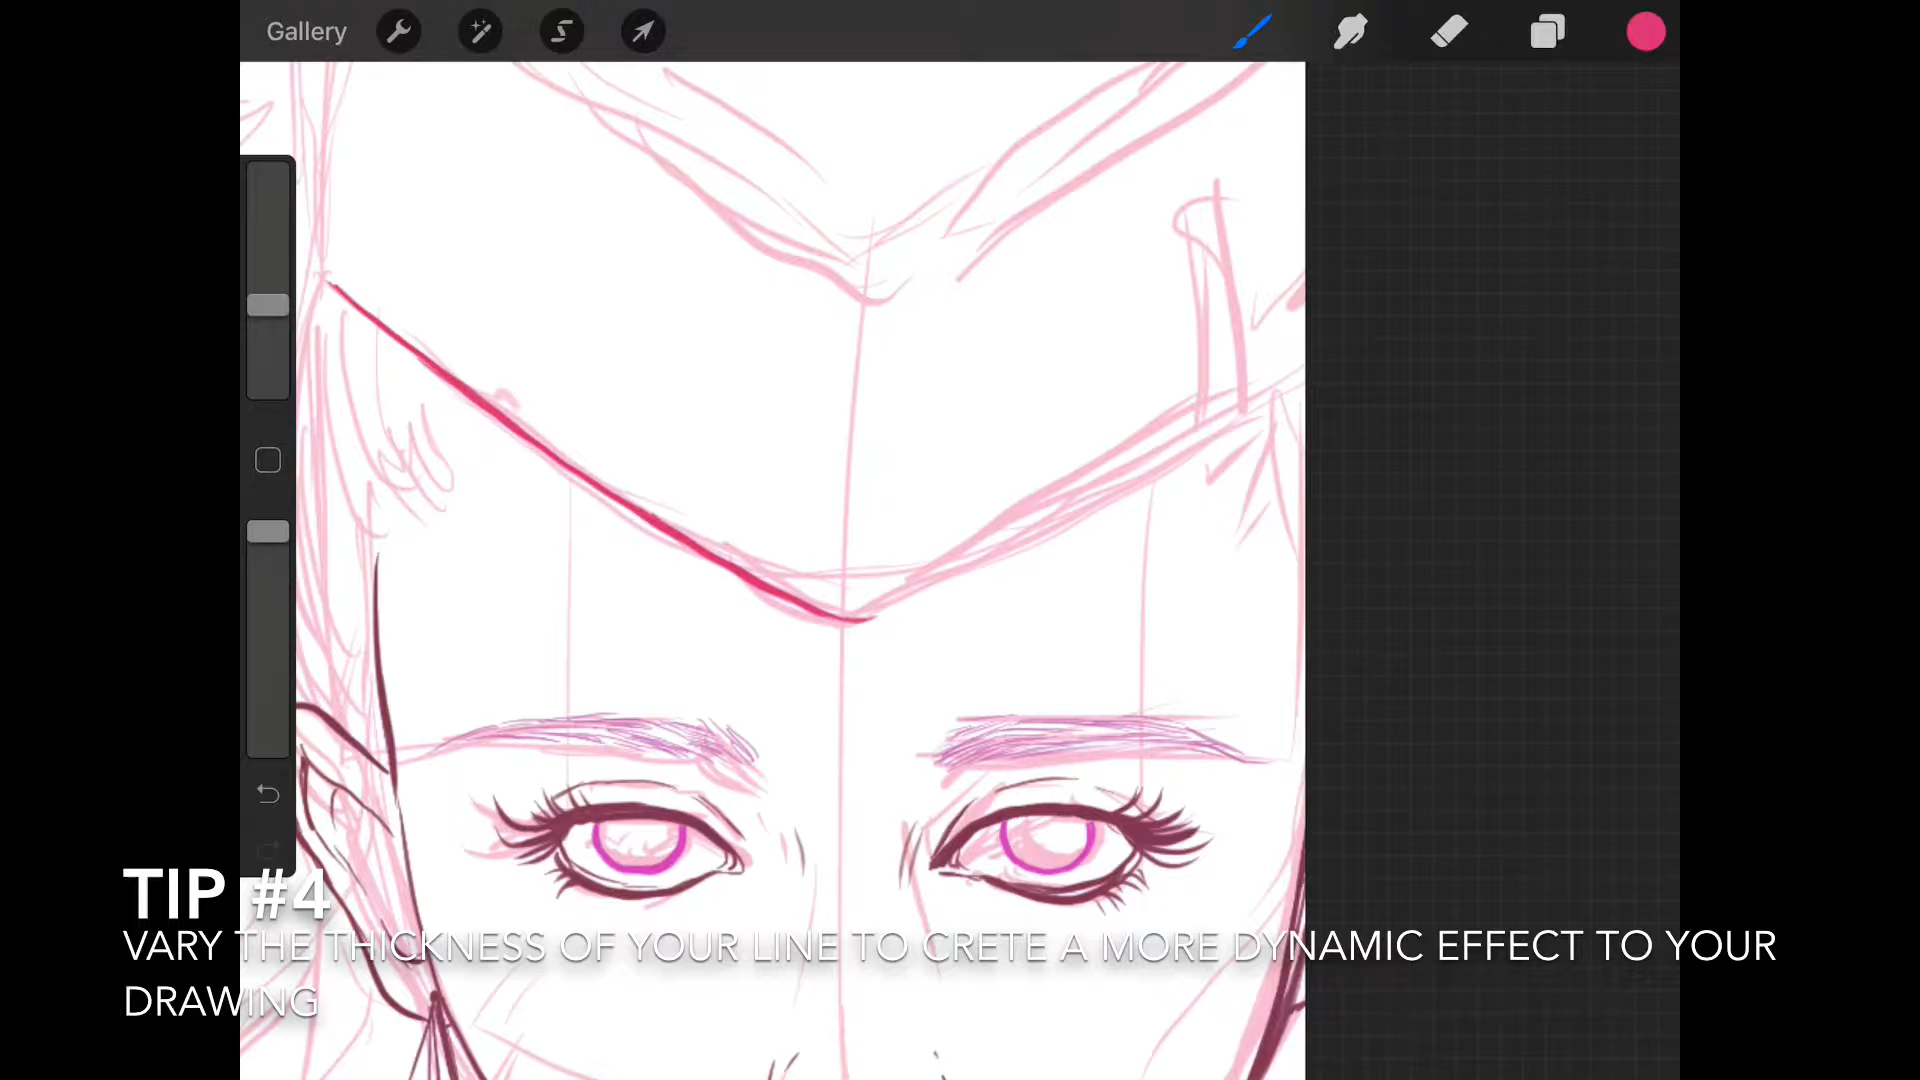 Gallery
TIP #4
VARY THE THICKNESS OF YOUR LINE TO CRETE A MORE DYNAMIC EFFECT TO YOUR
DRAWING